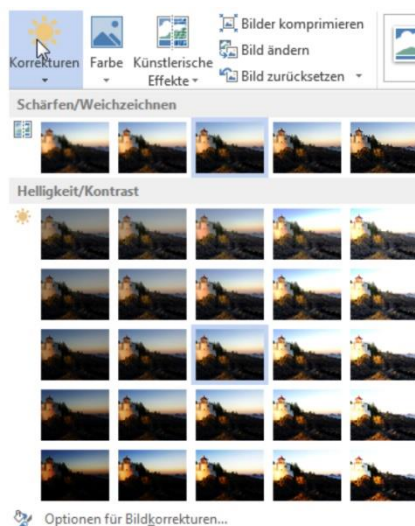 Korrekturen
Farbe
Künstlerische
Effekte
Bilder komprimieren
Bild ändern
Bild zurücksetzen
Schärfen/Weichzeichnen
Helligkeit/Kontrast
Optionen für Bildkorrekturen...